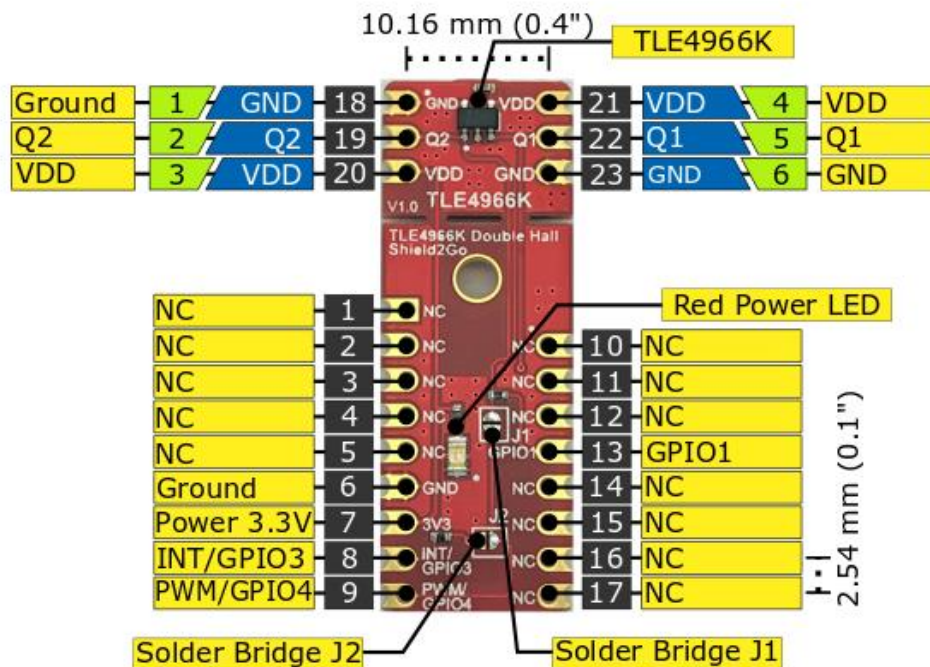 10.16 mm (0.4")
TLE4966K
Ground 1 GND 18 GND VDD 21 VDD 4 VDD
Q2 2 Q2 19 Q2 Q1 22 Q1 5 Q1
VDD 3 VDD 20 VDD GND 23 GND 6 GND
V1.0 TLE4966K
TLE4966K Double Hall
Shield2Go
Red Power LED
NC 1 NC
NC 2 NC NC 10 NC
NC 3 NC NC 11 NC
NC 4 NC NC 12 NC
J1
NC 5 NC GPIO1 13 GPIO1
Ground 6 GND NC 14 NC
Power 3.3V 7 3V3 J2 NC 15 NC
INT/GPIO3 8 INT/ NC 16 NC
GPIO3
PWM/GPIO4 9 PWM/ NC 17 NC
GPIO4
2.54 mm (0.1")
Solder Bridge J2
Solder Bridge J1